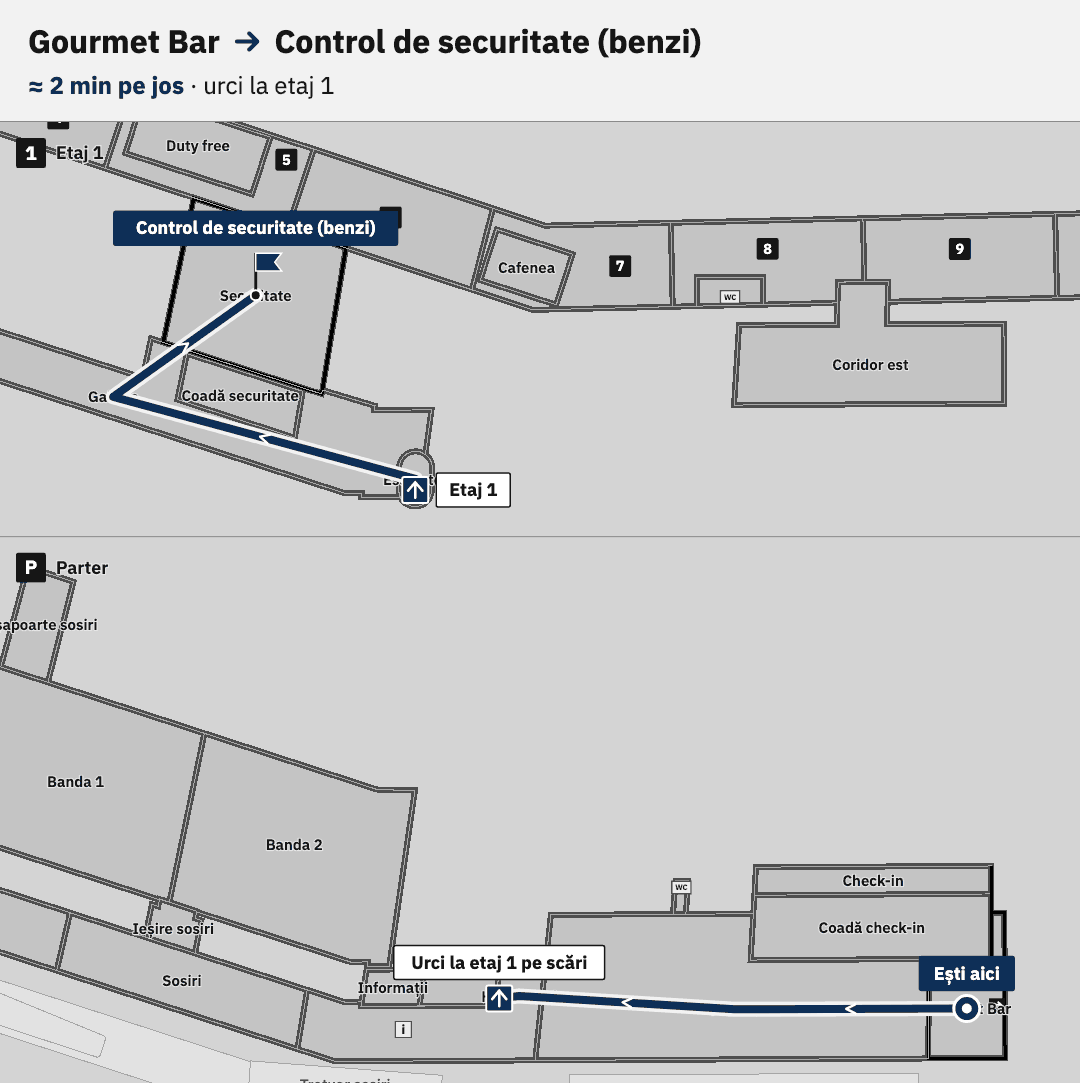 Gourmet Bar → Control de securitate (benzi)
≈ 2 min pe jos · urci la etaj 1
1 Etaj 1
Duty free
5
Control de securitate (benzi)
Cafenea
7
8
9
WC
Coridor est
Coadă securitate
Etaj 1
P Parter
Banda 1
Banda 2
WC
Check-in
Coadă check-in
Ieșire sosiri
Urci la etaj 1 pe scări
Ești aici
Sosiri
Informații
i
Bar